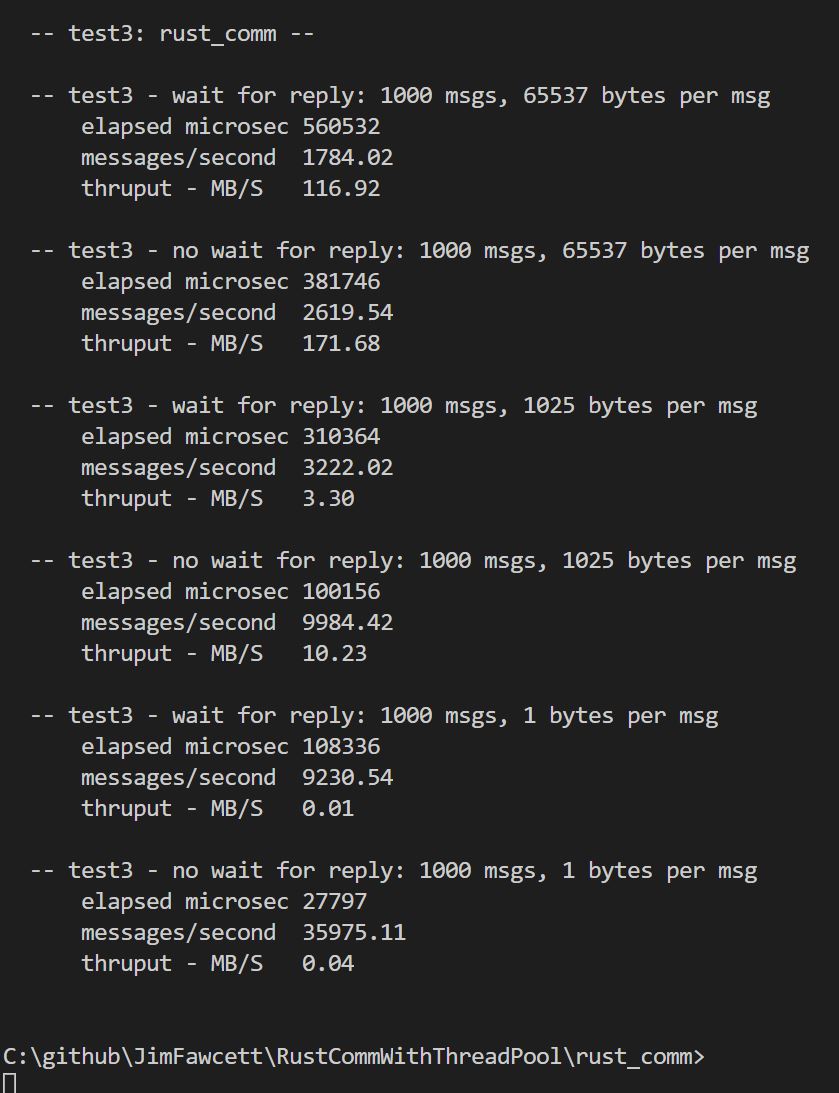 -- test3: rust_comm --
-- test3 - wait for reply: 1000 msgs, 65537 bytes per msg
elapsed microsec 560532
messages/second  1784.02
thruput - MB/S   116.92
-- test3 - no wait for reply: 1000 msgs, 65537 bytes per msg
elapsed microsec 381746
messages/second  2619.54
thruput - MB/S   171.68
-- test3 - wait for reply: 1000 msgs, 1025 bytes per msg
elapsed microsec 310364
messages/second  3222.02
thruput - MB/S   3.30
-- test3 - no wait for reply: 1000 msgs, 1025 bytes per msg
elapsed microsec 100156
messages/second  9984.42
thruput - MB/S   10.23
-- test3 - wait for reply: 1000 msgs, 1 bytes per msg
elapsed microsec 108336
messages/second  9230.54
thruput - MB/S   0.01
-- test3 - no wait for reply: 1000 msgs, 1 bytes per msg
elapsed microsec 27797
messages/second  35975.11
thruput - MB/S   0.04
C:\github\JimFawcett\RustCommWithThreadPool\rust_comm>